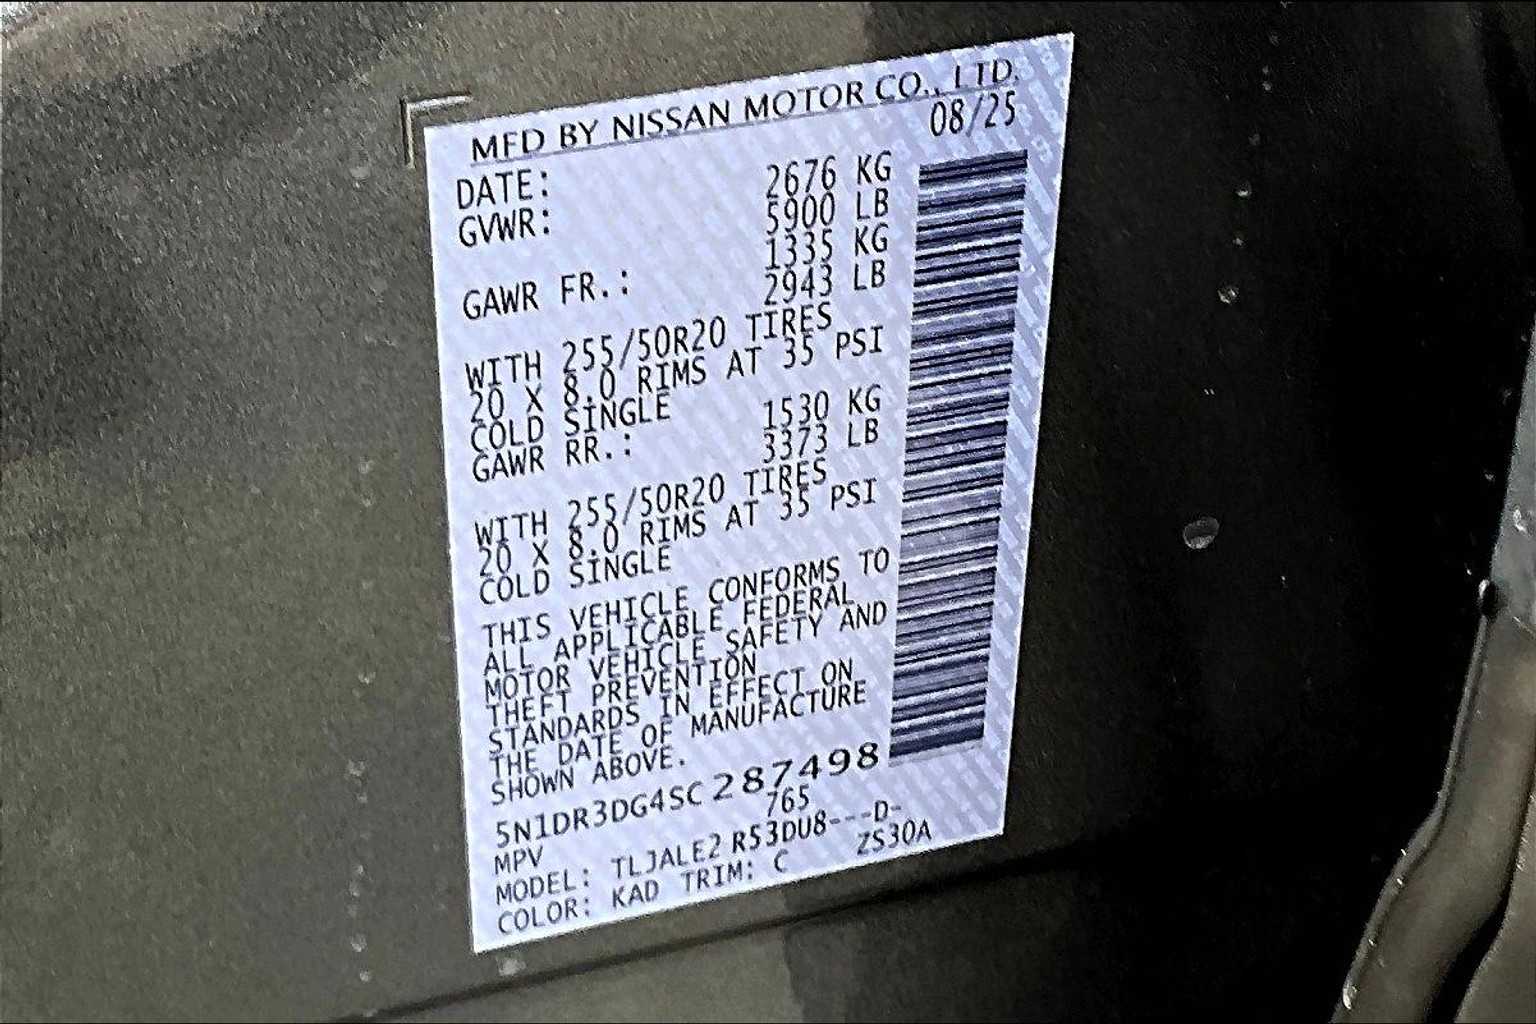 MFD BY NISSAN MOTOR CO., LTD.
DATE: 08/25
GVWR: 2676 KG
5900 LB
GAWR FR.: 1335 KG
2943 LB
WITH 255/50R20 TIRES
20 X 8.0 RIMS AT 35 PSI
COLD SINGLE
GAWR RR.: 1530 KG
3373 LB
WITH 255/50R20 TIRES
20 X 8.0 RIMS AT 35 PSI
COLD SINGLE
THIS VEHICLE CONFORMS TO
ALL APPLICABLE FEDERAL
MOTOR VEHICLE SAFETY AND
THEFT PREVENTION
STANDARDS IN EFFECT ON
THE DATE OF MANUFACTURE
SHOWN ABOVE.
5N1DR3DG4SC287498
MPV 765
MODEL: TLJALE2 R53DU8---D-
COLOR: KAD TRIM: C ZS30A